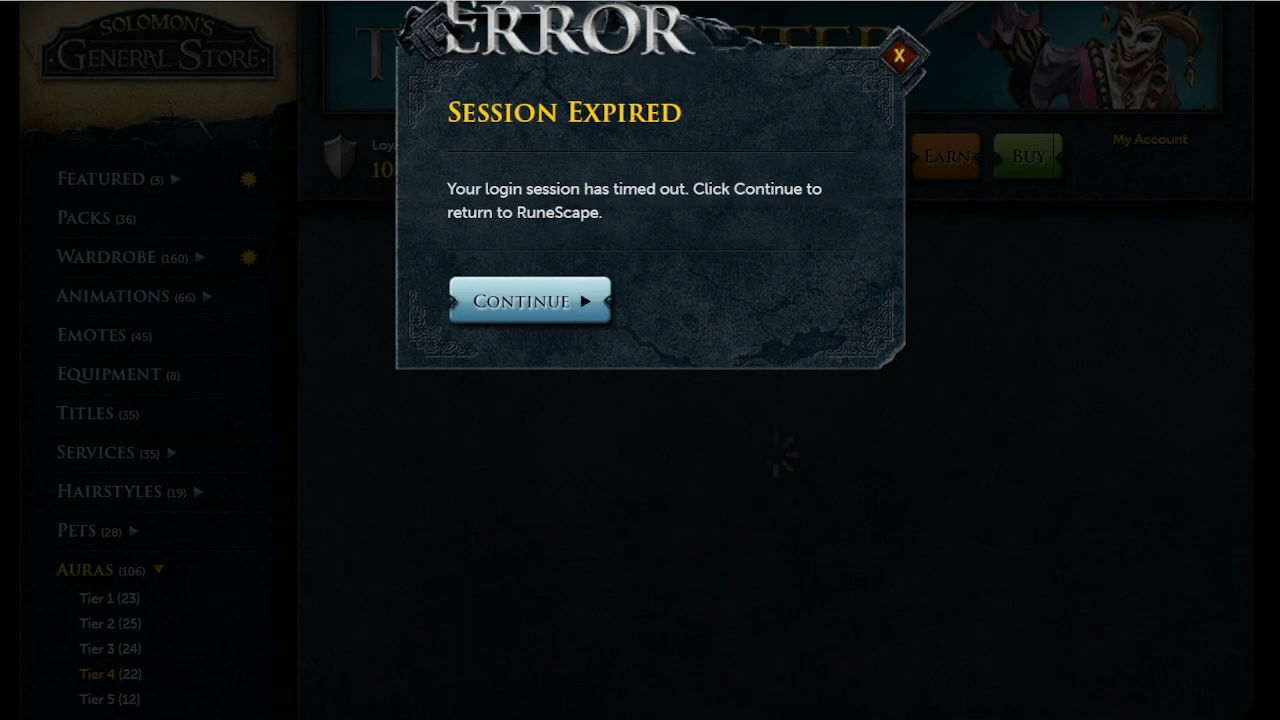 SOLOMON'S
GENERAL STORE
ERROR
X
SESSION EXPIRED
Your login session has timed out. Click Continue to
return to RuneScape.
CONTINUE
EARN
BUY
My Account
FEATURED (3)
PACKS (36)
WARDROBE (160)
ANIMATIONS (66)
EMOTES (45)
EQUIPMENT (8)
TITLES (35)
SERVICES (35)
HAIRSTYLES (19)
PETS (28)
AURAS (106)
Tier 1 (23)
Tier 2 (25)
Tier 3 (24)
Tier 4 (22)
Tier 5 (12)